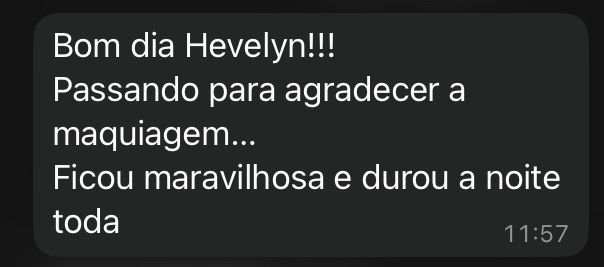 Bom dia Hevelyn!!!
Passando para agradecer a
maquiagem...
Ficou maravilhosa e durou a noite
toda
11:57